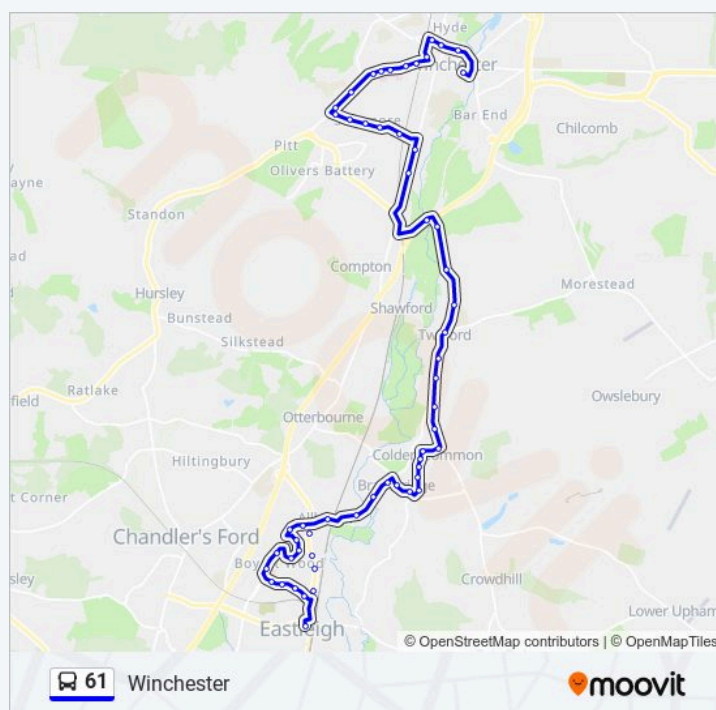 Hyde
Winchester
Bar End
Chilcomb
Pitt
Olivers Battery
Standon
Compton
Morestead
Hursley
Shawford
Bunstead
Silkstead
Twyford
Ratlake
Owslebury
Otterbourne
Hiltingbury
Colden Common
Chandler's Ford
Crowdhill
Lower Upham
Eastleigh
© OpenStreetMap contributors | © OpenMapTiles
61 Winchester
moovit